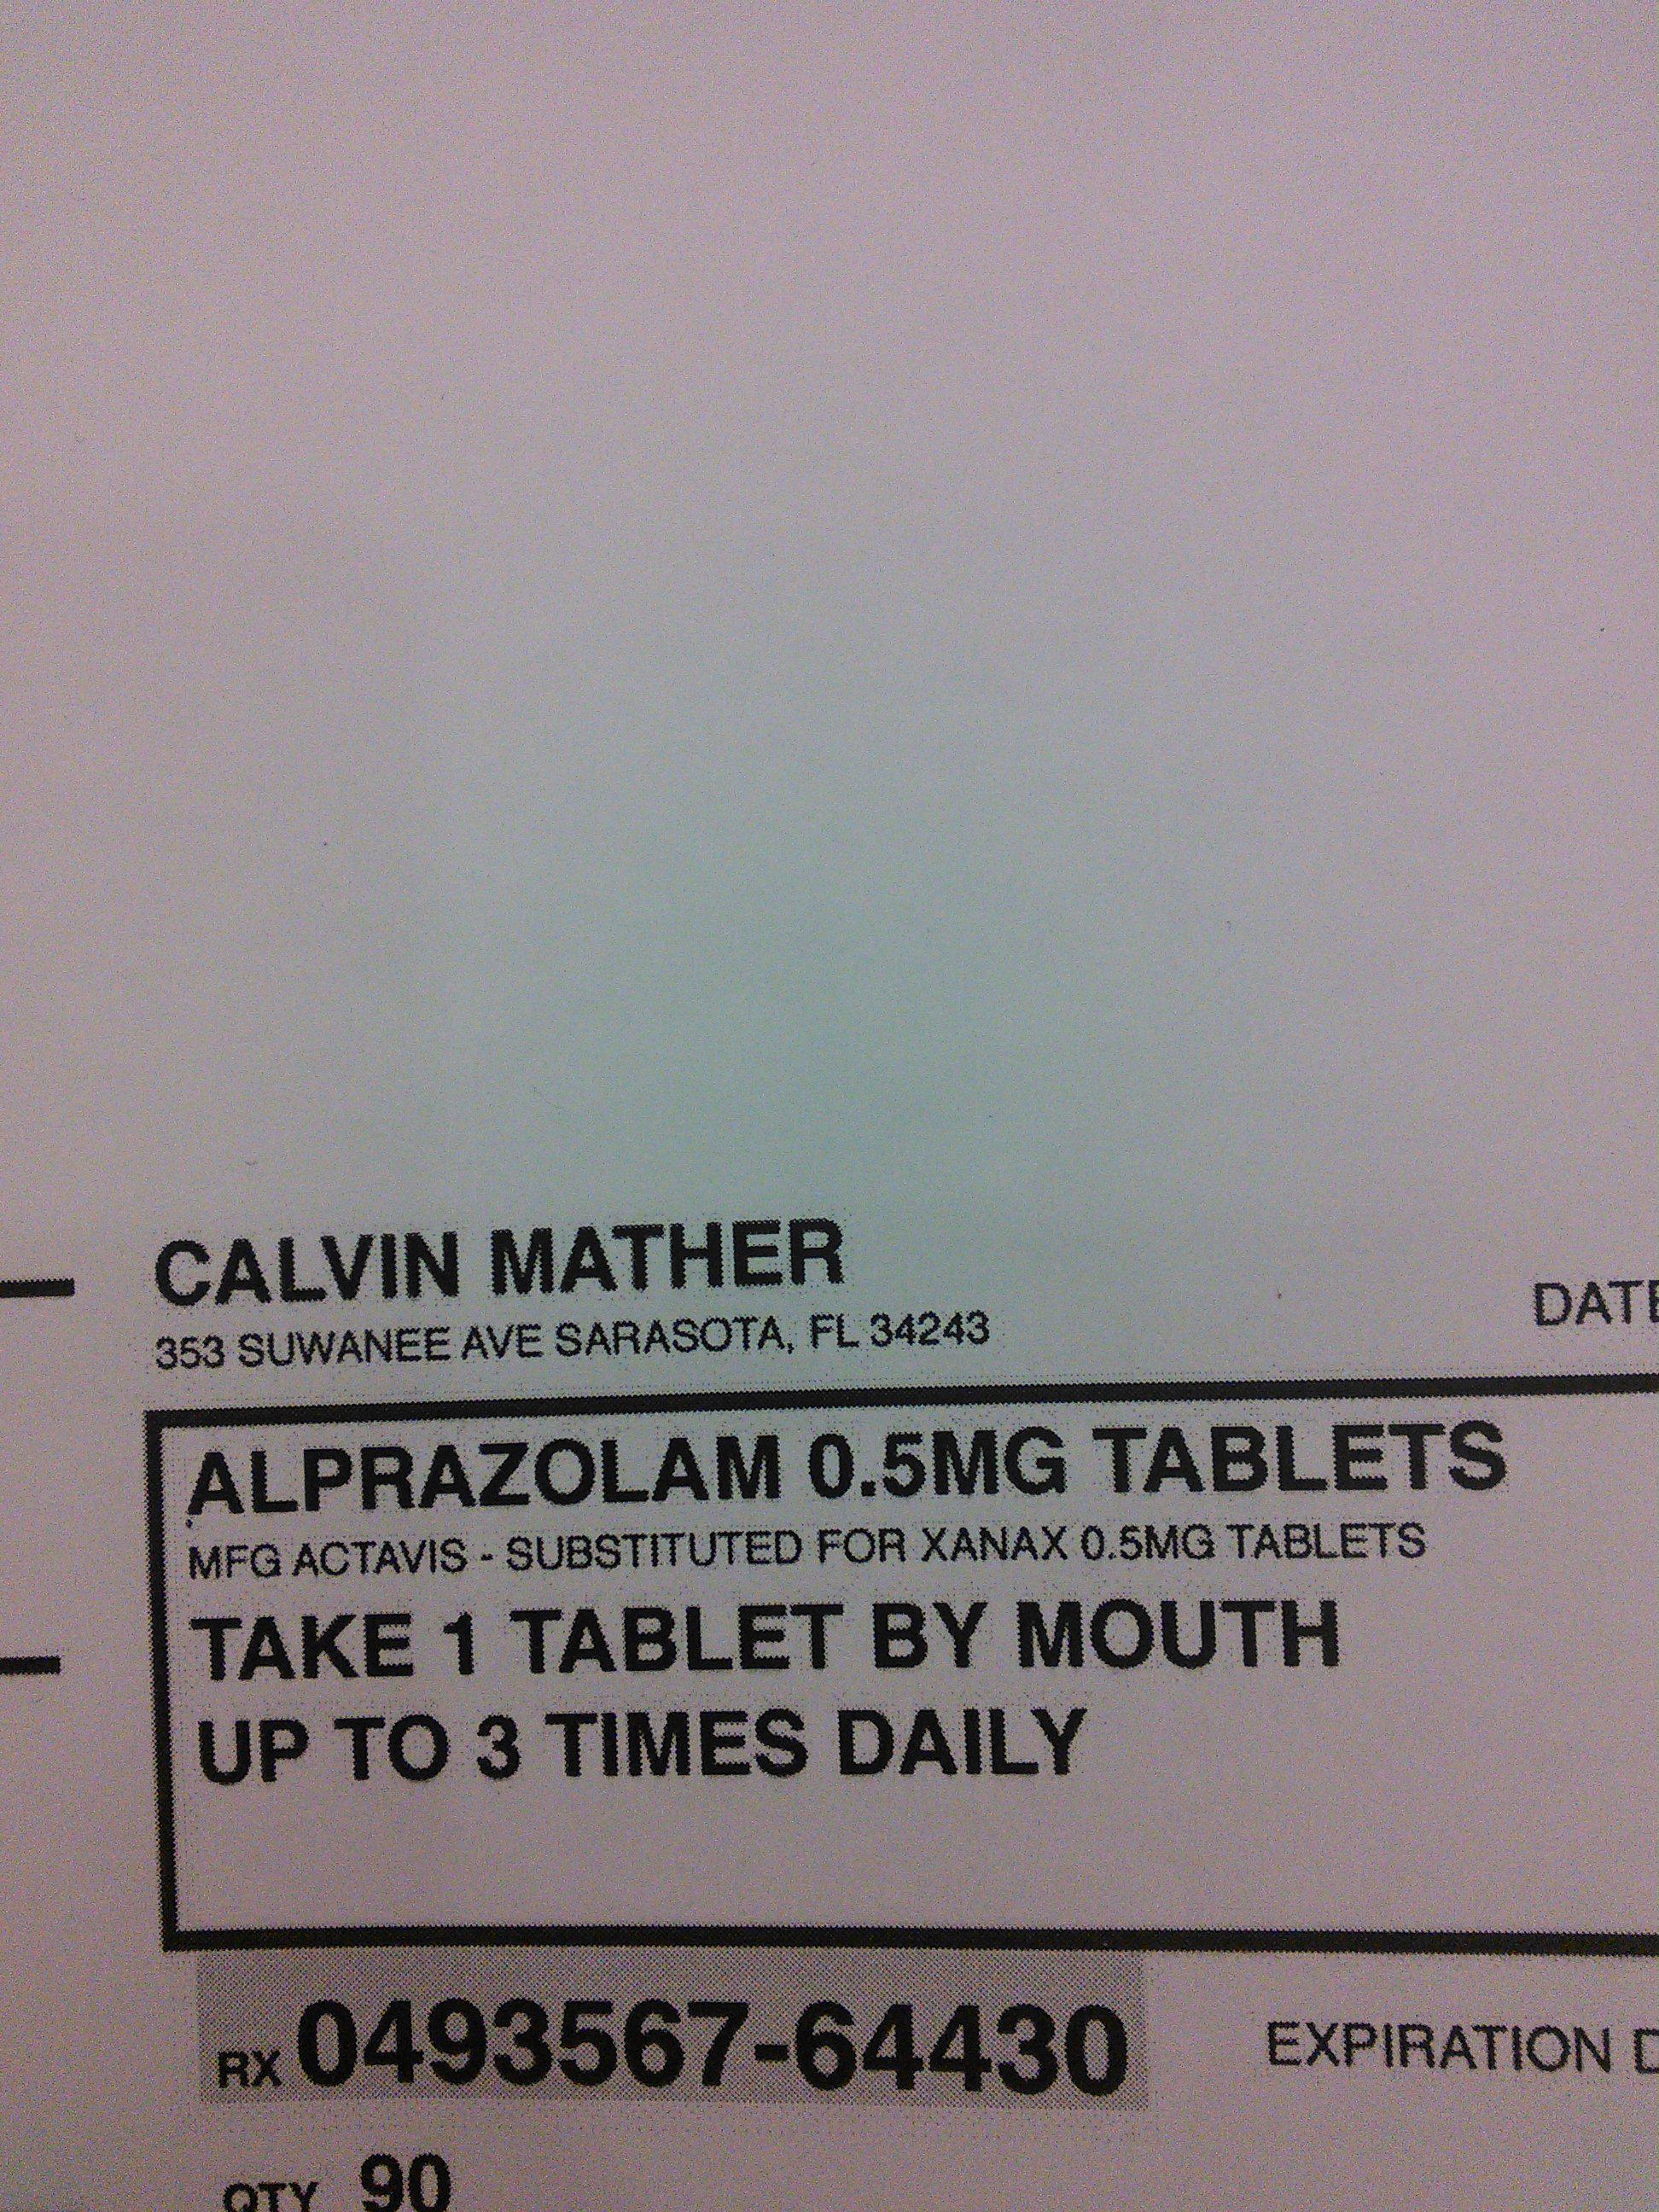 CALVIN MATHER
353 SUWANEE AVE SARASOTA, FL 34243
DATE
ALPRAZOLAM 0.5MG TABLETS
MFG ACTAVIS - SUBSTITUTED FOR XANAX 0.5MG TABLETS
TAKE 1 TABLET BY MOUTH
UP TO 3 TIMES DAILY
RX 0493567-64430
EXPIRATION D
QTY 90